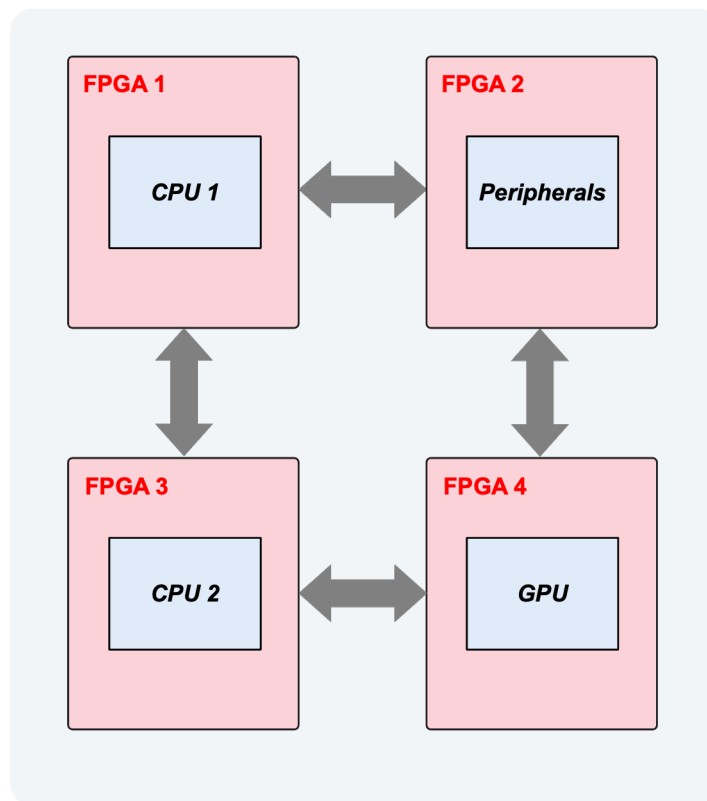 FPGA 1
CPU 1
FPGA 2
Peripherals
FPGA 3
CPU 2
FPGA 4
GPU